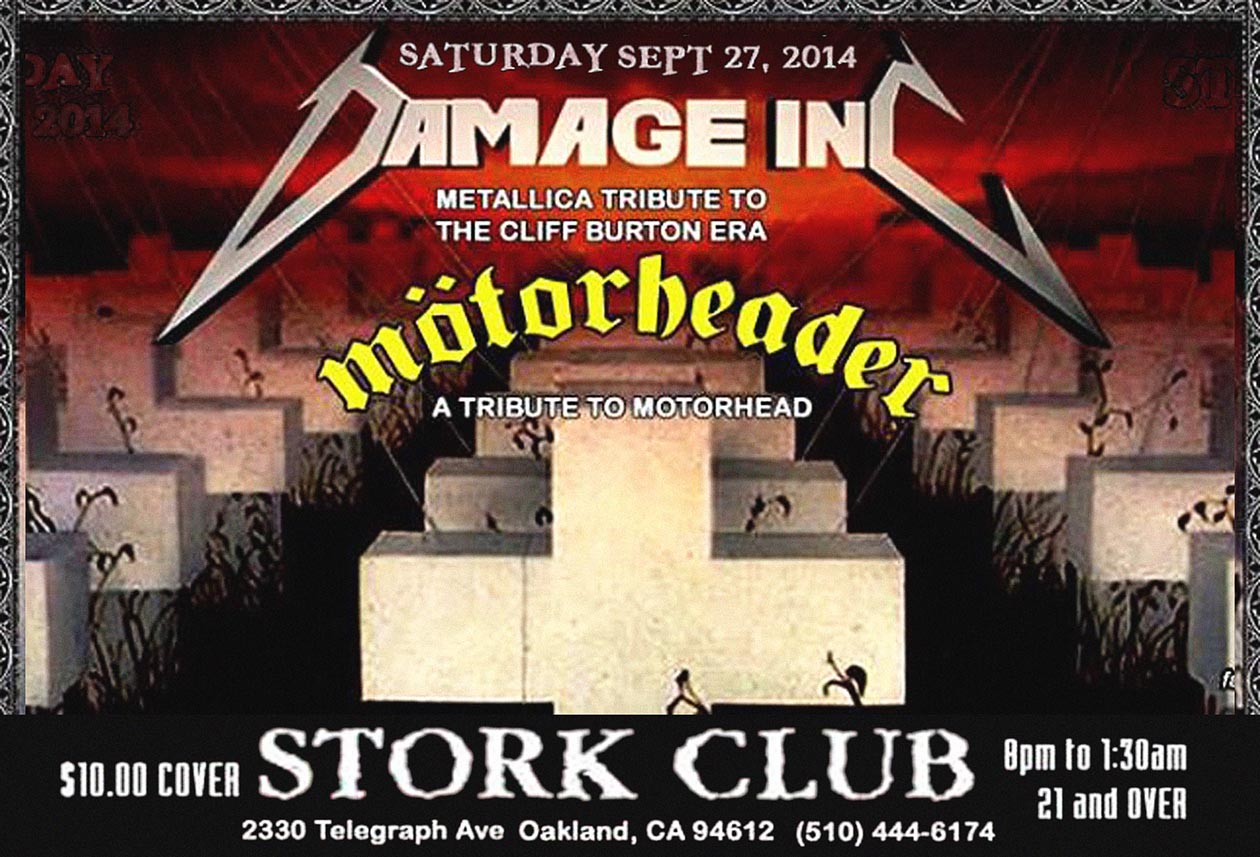 SATURDAY SEPT 27, 2014
DAY
2014
DAMAGE INC
METALLICA TRIBUTE TO
THE CLIFF BURTON ERA
mötorheader
A TRIBUTE TO MOTORHEAD
$10.00 COVER
STORK CLUB
8pm to 1:30am
21 and OVER
2330 Telegraph Ave Oakland, CA 94612 (510) 444-6174